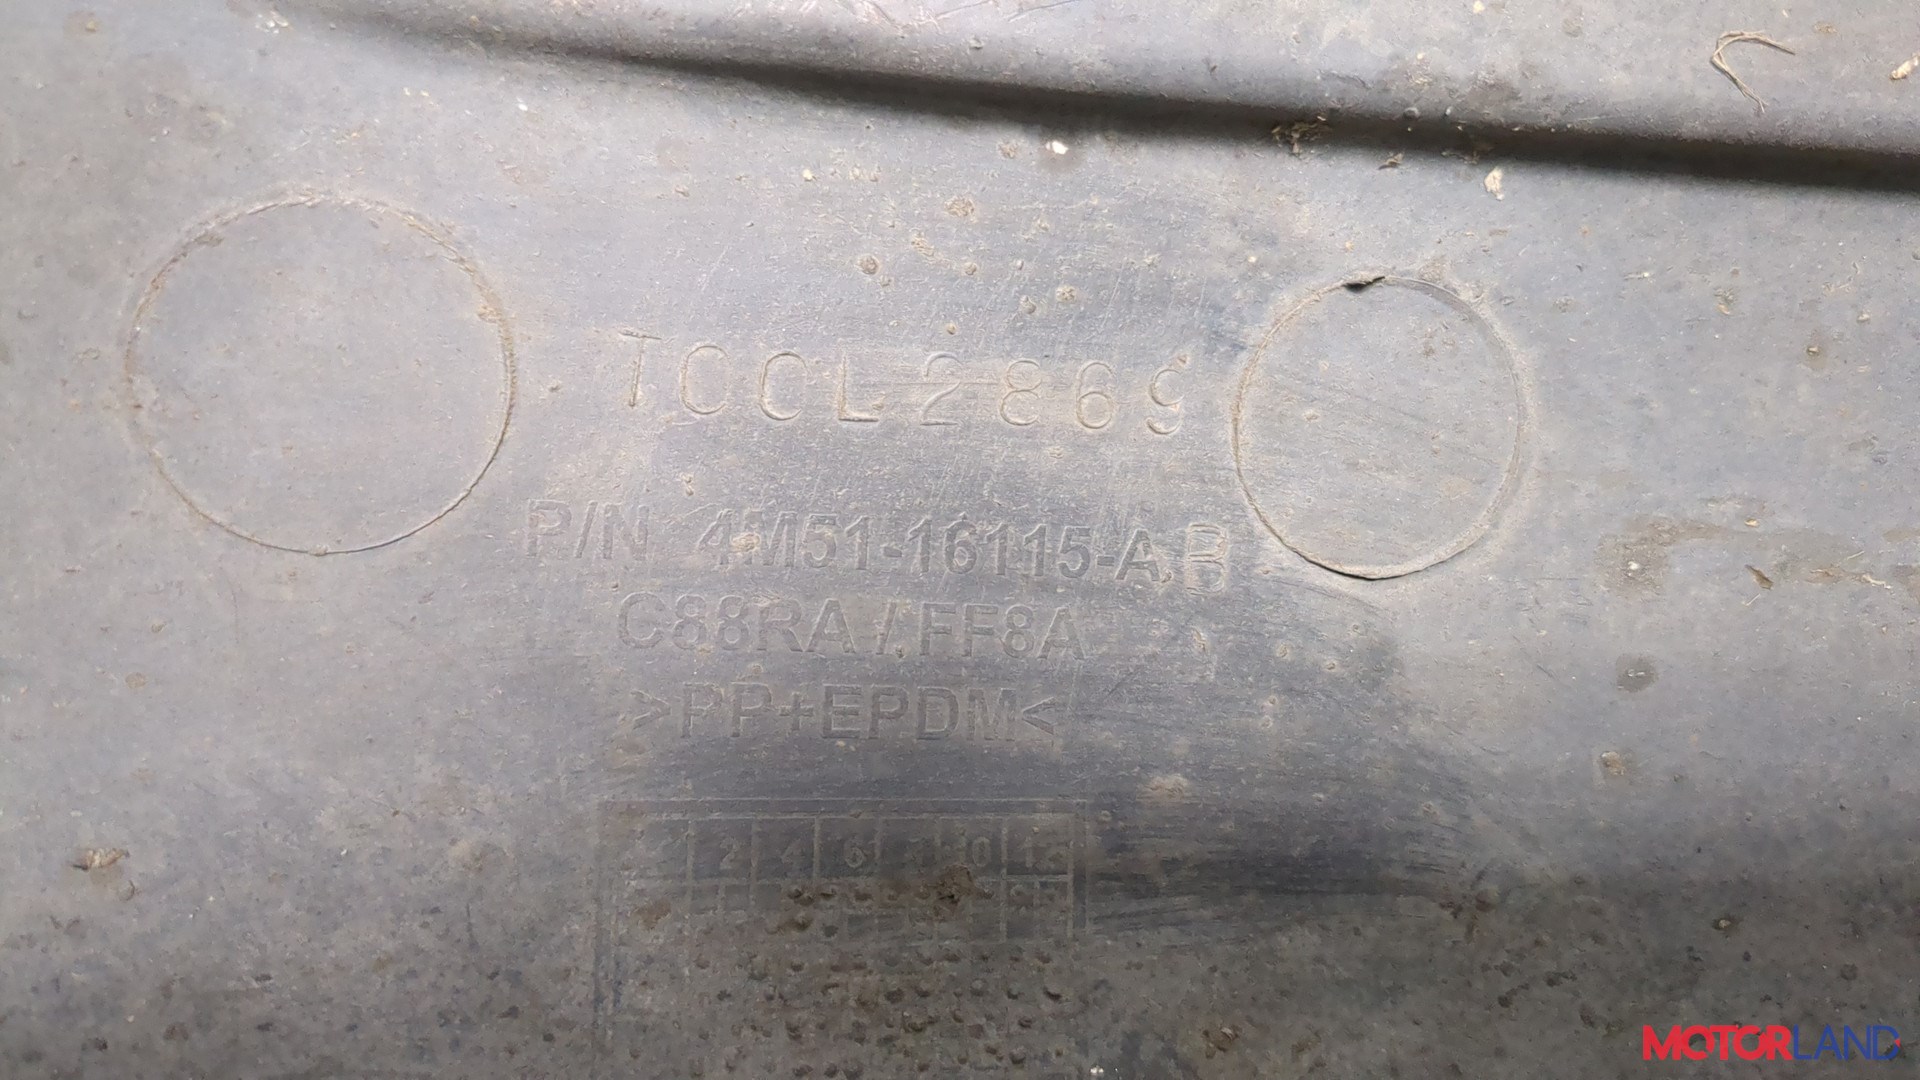 TOOL 2869
P/N 4M51-16115-AB
C88RA / FF8A
>PP+EPDM<
2 4 6 10 12
MOTORLAND